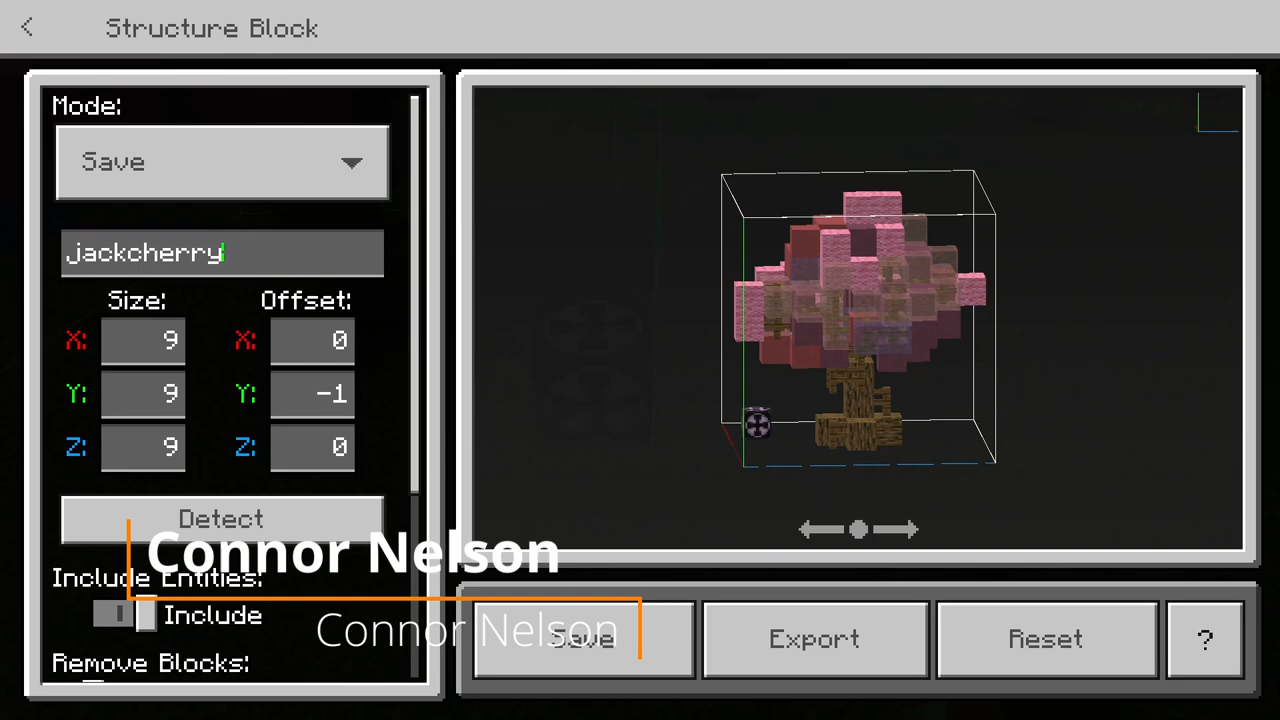 Structure Block
Mode:
Save
jackcherry
Size: Offset:
X: 9 X: 0
Y: 9 Y: -1
Z: 9 Z: 0
Detect
Connor Nelson
Include Entities:
Include
Connor Nelson
Remove Blocks:
Save Export Reset ?